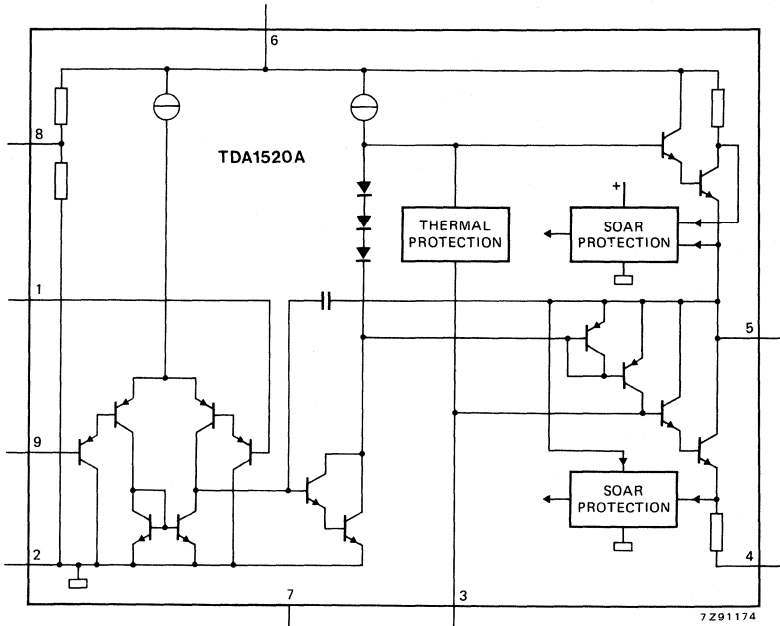 6
8
TDA1520A
+
THERMAL
PROTECTION
SOAR
PROTECTION
1
5
9
SOAR
PROTECTION
2
4
7
3
7Z91174